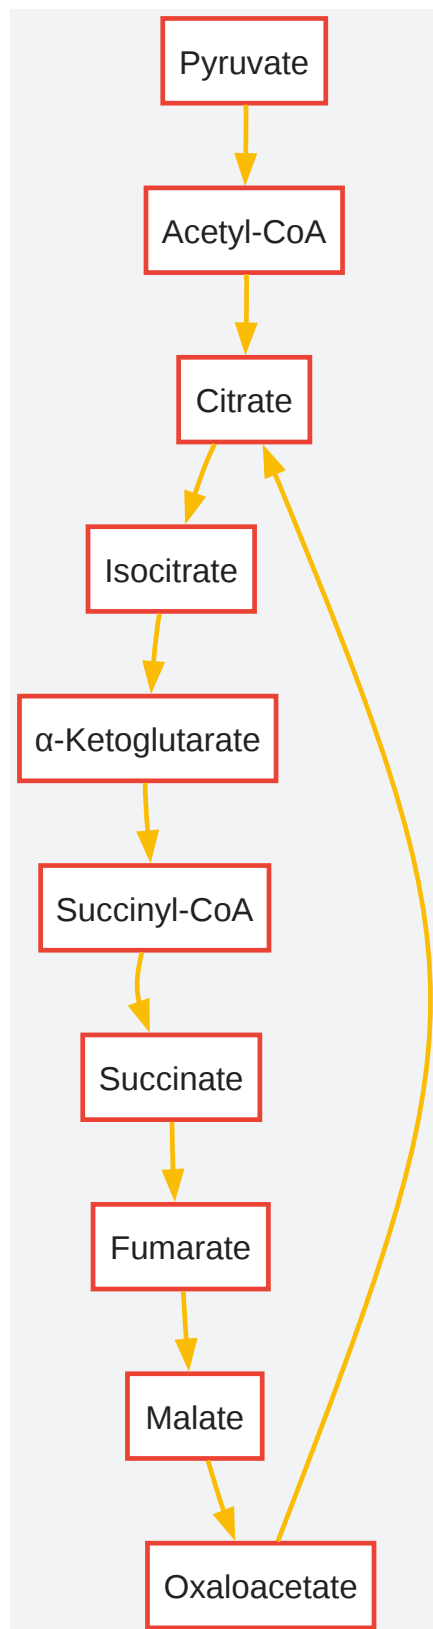 Pyruvate
Acetyl-CoA
Citrate
Isocitrate
α-Ketoglutarate
Succinyl-CoA
Succinate
Fumarate
Malate
Oxaloacetate